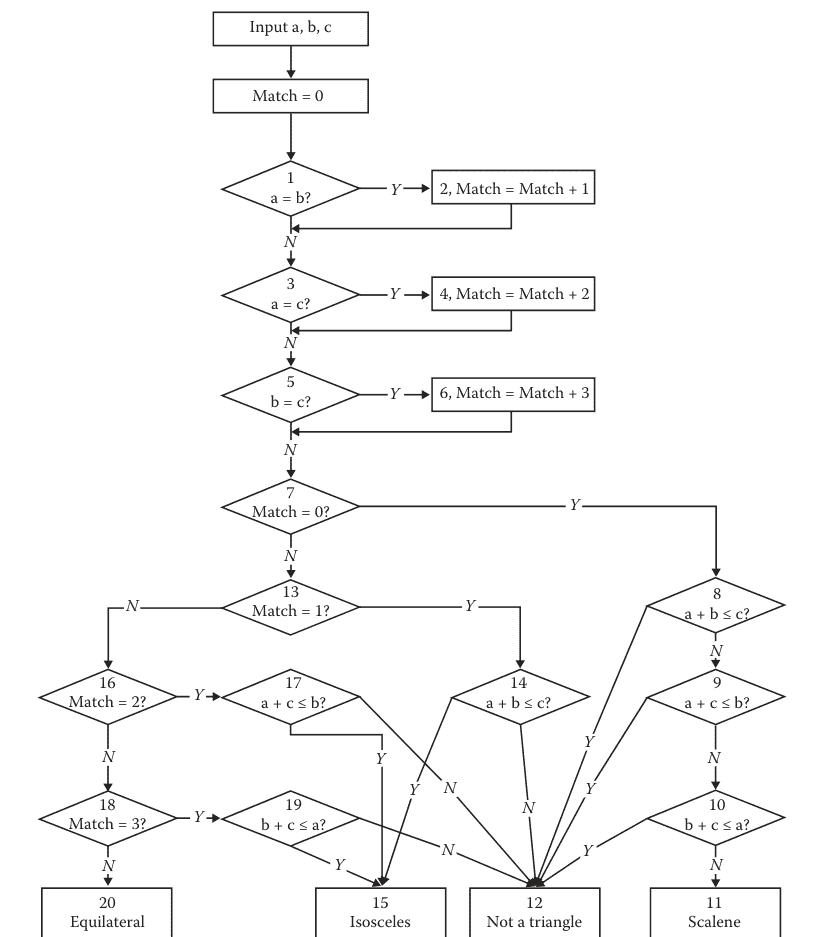 Input a, b, c
Match = 0
1
a = b?
Y
2, Match = Match + 1
N
3
a = c?
Y
4, Match = Match + 2
N
5
b = c?
Y
6, Match = Match + 3
N
7
Match = 0?
Y
N
13
Match = 1?
N
Y
8
a + b ≤ c?
N
16
Match = 2?
Y
17
a + c ≤ b?
14
a + b ≤ c?
9
a + c ≤ b?
N
Y
Y
N
N
Y
Y
N
18
Match = 3?
Y
19
b + c ≤ a?
10
b + c ≤ a?
N
Y
N
Y
N
20
Equilateral
15
Isosceles
12
Not a triangle
11
Scalene